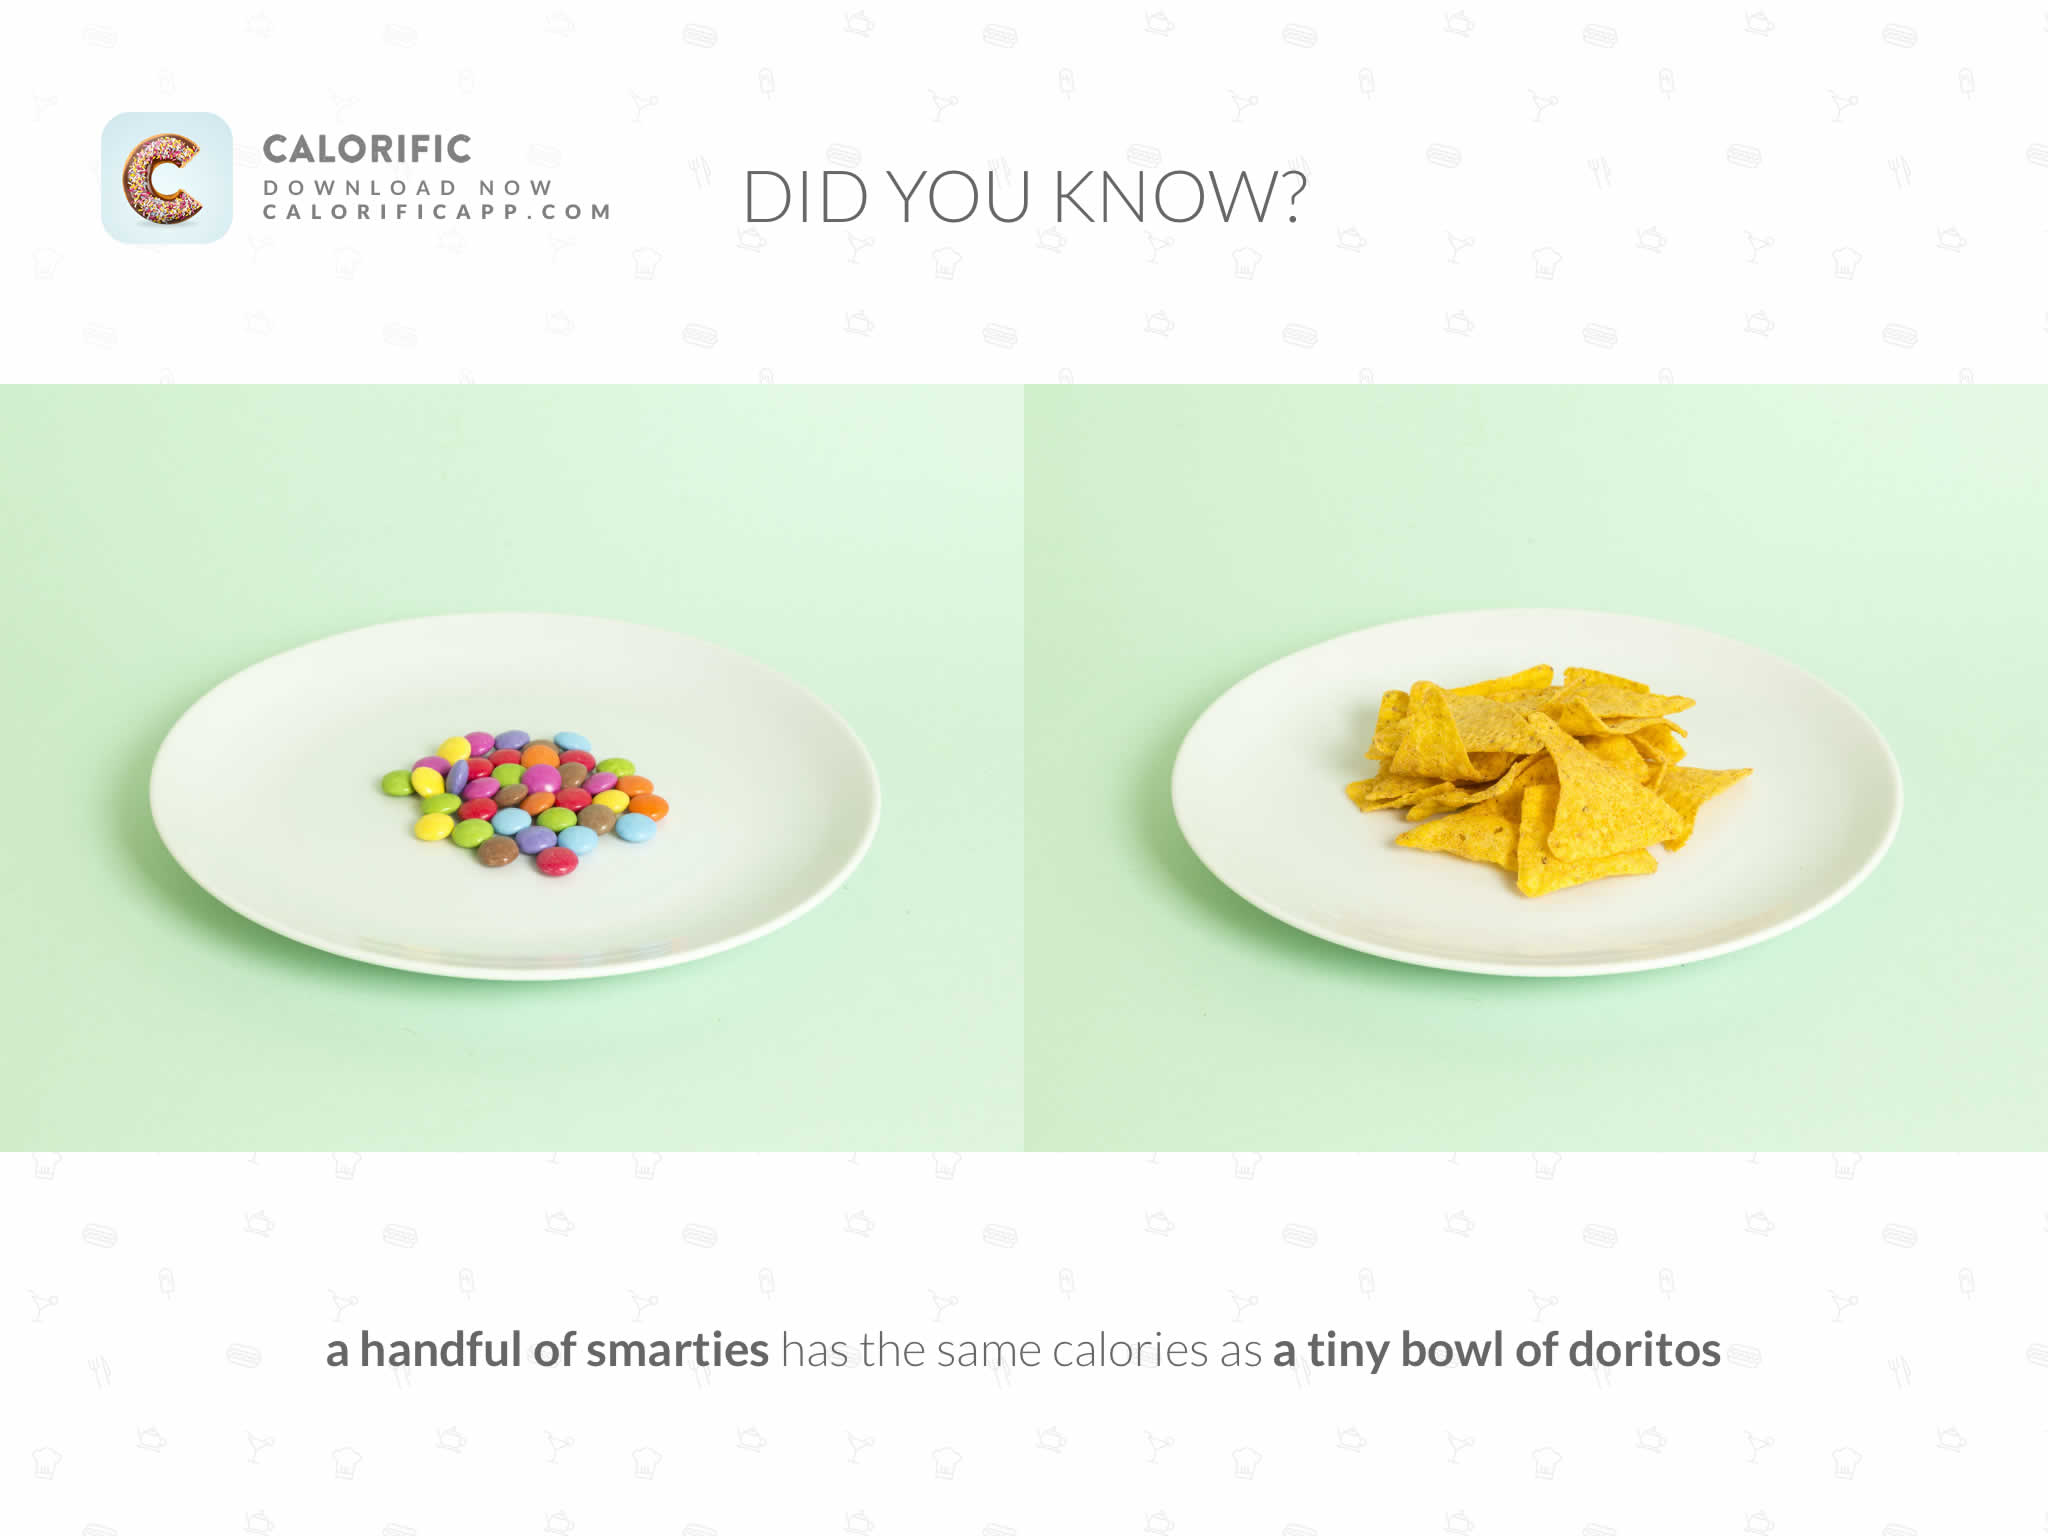 CALORIFIC
DOWNLOAD NOW
CALORIFICAPP.COM
DID YOU KNOW?
a handful of smarties has the same calories as a tiny bowl of doritos